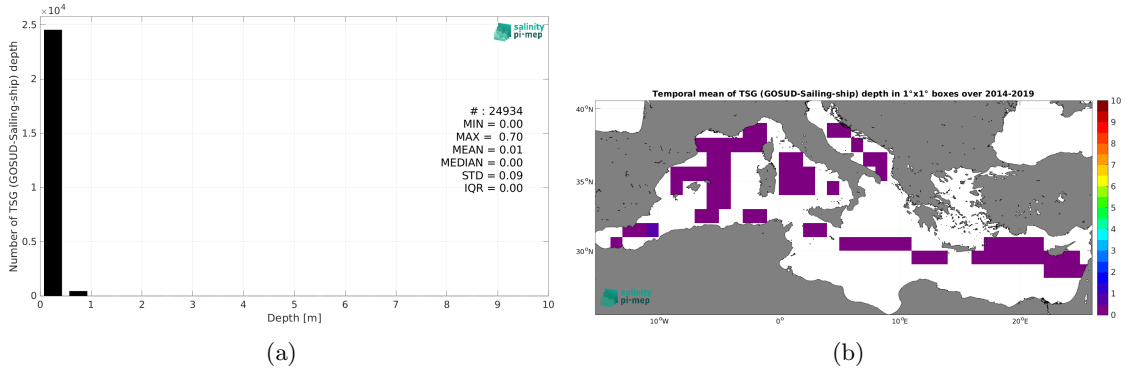 2.5 ×10⁴
2
1.5
1
0.5
0
0 1 2 3 4 5 6 7 8 9 10
Number of TSG (GOSUD-Sailing-ship) depth
Depth [m]
salinity
pi-mep
# : 24934
MIN = 0.00
MAX = 0.70
MEAN = 0.01
MEDIAN = 0.00
STD = 0.09
IQR = 0.00
(a)
Temporal mean of TSG (GOSUD-Sailing-ship) depth in 1°x1° boxes over 2014-2019
40°N
35°N
30°N
10°W 0° 10°E 20°E
salinity
pi-mep
10
9
8
7
6
5
4
3
2
1
0
(b)